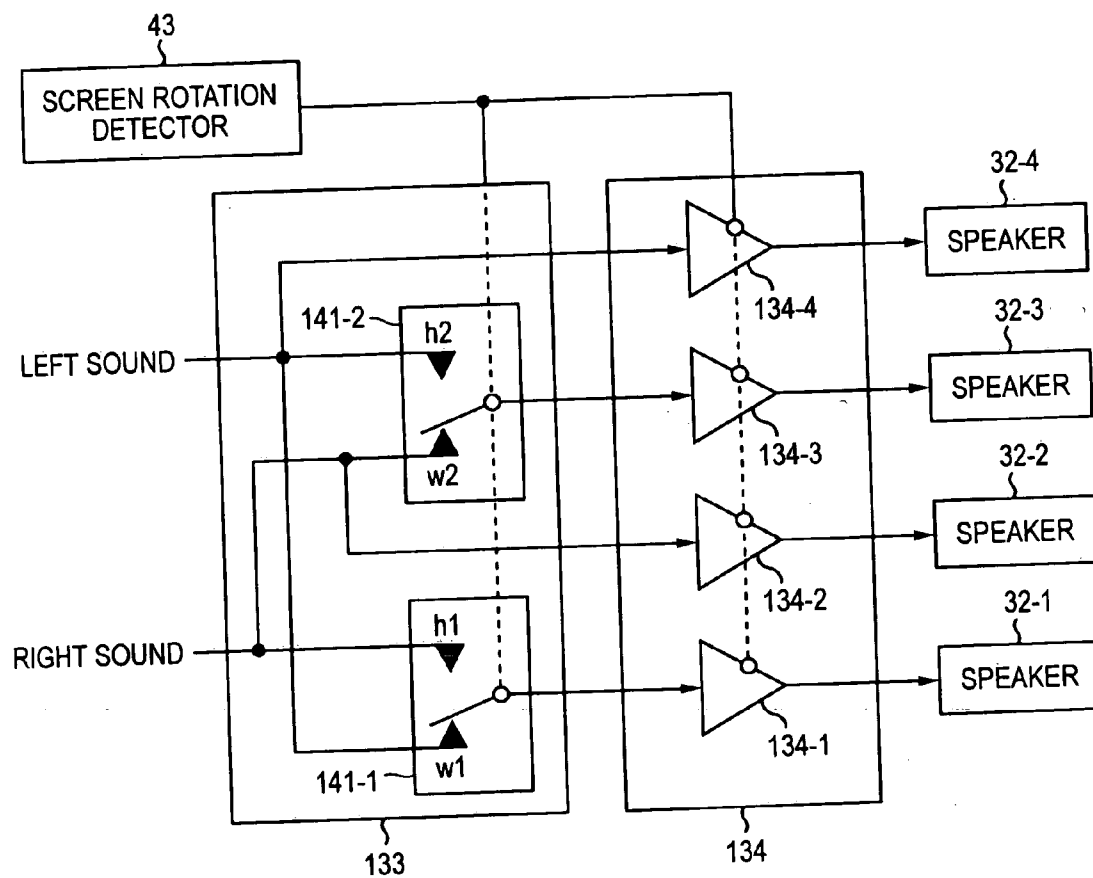 43
SCREEN ROTATION
DETECTOR
32-4
SPEAKER
134-4
141-2
h2
32-3
LEFT SOUND
SPEAKER
134-3
w2
32-2
SPEAKER
134-2
h1
32-1
RIGHT SOUND
SPEAKER
134-1
w1
141-1
133
134